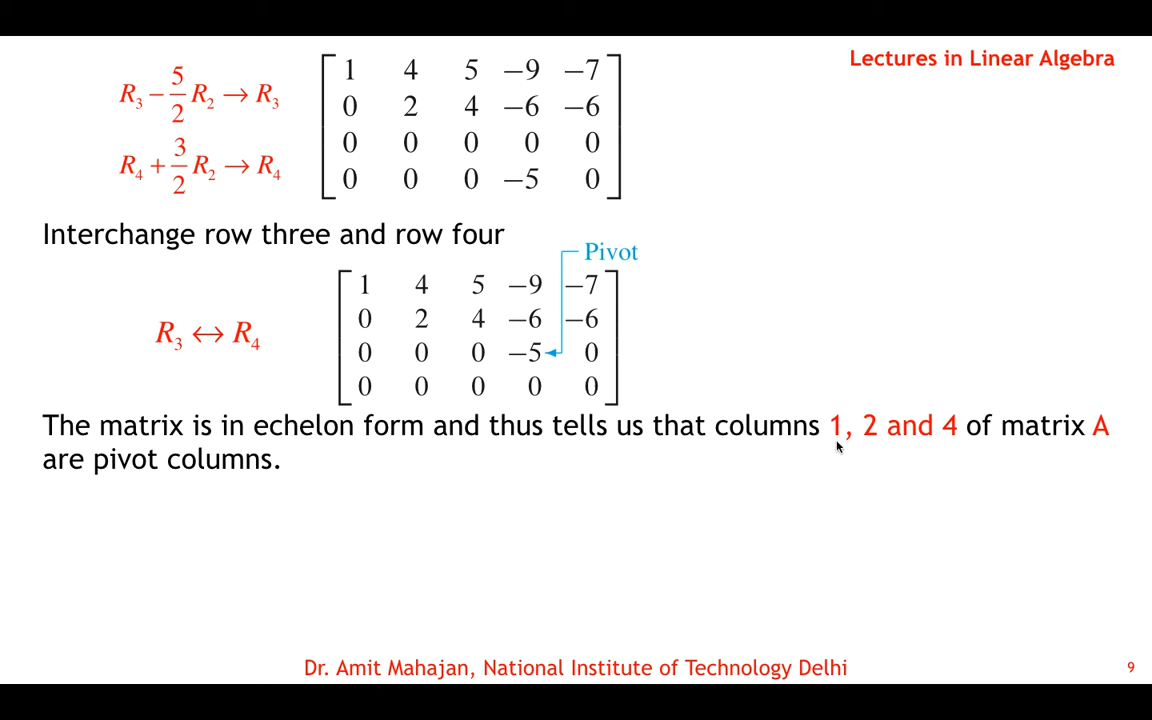 Lectures in Linear Algebra
R₃ − 5/2 R₂ → R₃
R₄ + 3/2 R₂ → R₄
1 4 5 −9 −7
0 2 4 −6 −6
0 0 0 0 0
0 0 0 −5 0
Interchange row three and row four
Pivot
R₃ ↔ R₄
1 4 5 −9 −7
0 2 4 −6 −6
0 0 0 −5 0
0 0 0 0 0
The matrix is in echelon form and thus tells us that columns 1, 2 and 4 of matrix A
are pivot columns.
Dr. Amit Mahajan, National Institute of Technology Delhi
9